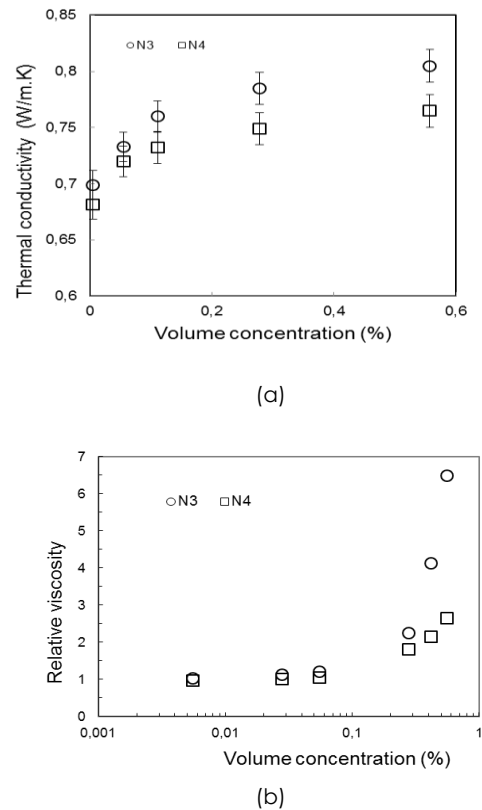 0,85
0,8
0,75
0,7
0,65
0,6
Thermal conductivity (W/m.K)
N3 N4
0 0,2 0,4 0,6
Volume concentration (%)
(a)
7
6
5
4
3
2
1
0
Relative viscosity
N3 N4
0,001 0,01 0,1 1
Volume concentration (%)
(b)